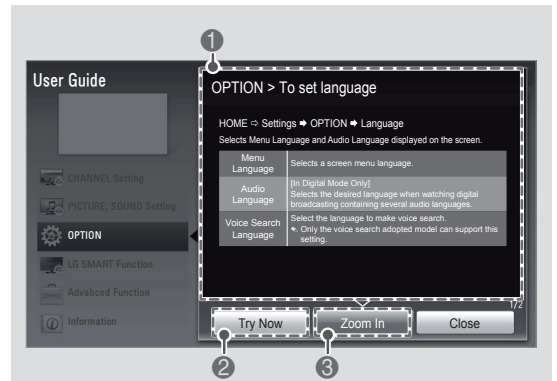 1
User Guide
OPTION > To set language
HOME ⇨ Settings ➡ OPTION ➡ Language
Selects Menu Language and Audio Language displayed on the screen.
Menu Language
Selects a screen menu language.
Audio Language
[In Digital Mode Only]
Selects the desired language when watching digital
broadcasting containing several audio languages.
Voice Search Language
Select the language to make voice search.
Only the voice search adopted model can support this
setting.
CHANNEL Setting
PICTURE, SOUND Setting
OPTION
LG SMART Function
Advabced Function
Information
1/2
Try Now
Zoom In
Close
2
3